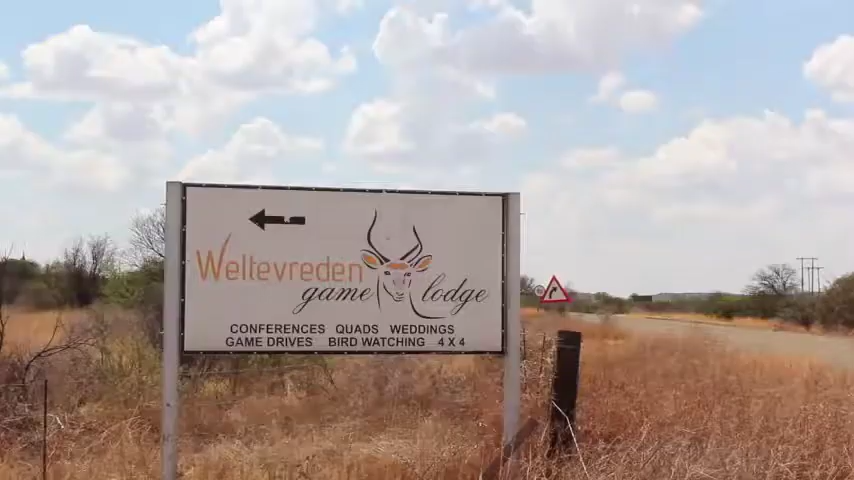 Weltevreden
game lodge
CONFERENCES QUADS WEDDINGS
GAME DRIVES BIRD WATCHING 4 X 4